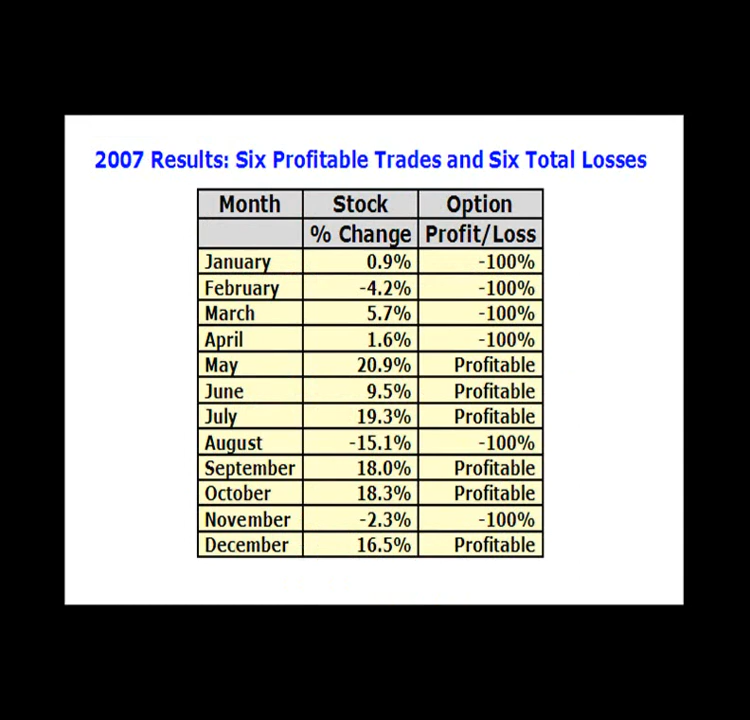 2007 Results: Six Profitable Trades and Six Total Losses
Month Stock Option
% Change Profit/Loss
January 0.9% -100%
February -4.2% -100%
March 5.7% -100%
April 1.6% -100%
May 20.9% Profitable
June 9.5% Profitable
July 19.3% Profitable
August -15.1% -100%
September 18.0% Profitable
October 18.3% Profitable
November -2.3% -100%
December 16.5% Profitable